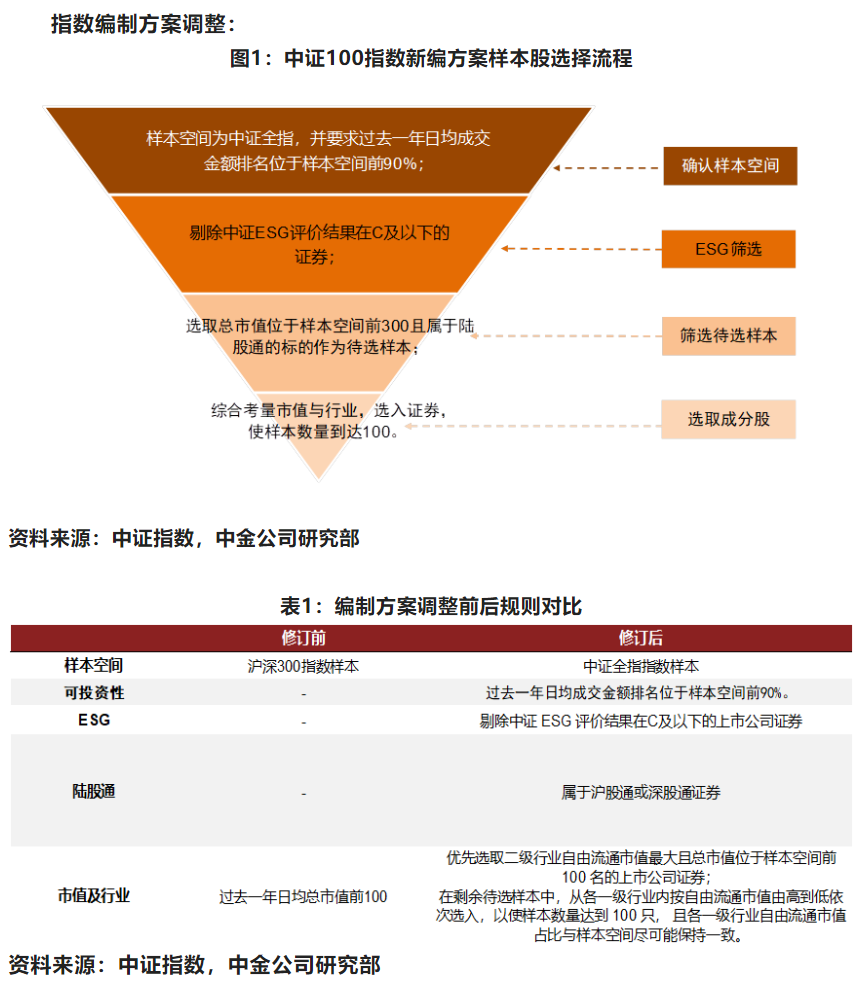 指数编制方案调整：
图1：中证100指数新编方案样本股选择流程
样本空间为中证全指，并要求过去一年日均成交
金额排名位于样本空间前90%；
确认样本空间
剔除中证ESG评价结果在C及以下的
证券；
ESG筛选
选取总市值位于样本空间前300且属于陆
股通的标的作为待选样本；
筛选待选样本
综合考量市值与行业，选入证券，
使样本数量到达100。
选取成分股
资料来源：中证指数，中金公司研究部
表1：编制方案调整前后规则对比
修订前 修订后
样本空间 沪深300指数样本 中证全指指数样本
可投资性 - 过去一年日均成交金额排名位于样本空间前90%。
ESG - 剔除中证 ESG 评价结果在C及以下的上市公司证券
陆股通 - 属于沪股通或深股通证券
市值及行业 过去一年日均总市值前100
优先选取二级行业自由流通市值最大且总市值位于样本空间前
100 名的上市公司证券；
在剩余待选样本中，从各一级行业内按自由流通市值由高到低依
次选入，以使样本数量达到 100 只， 且各一级行业自由流通市值
占比与样本空间尽可能保持一致。
资料来源：中证指数，中金公司研究部